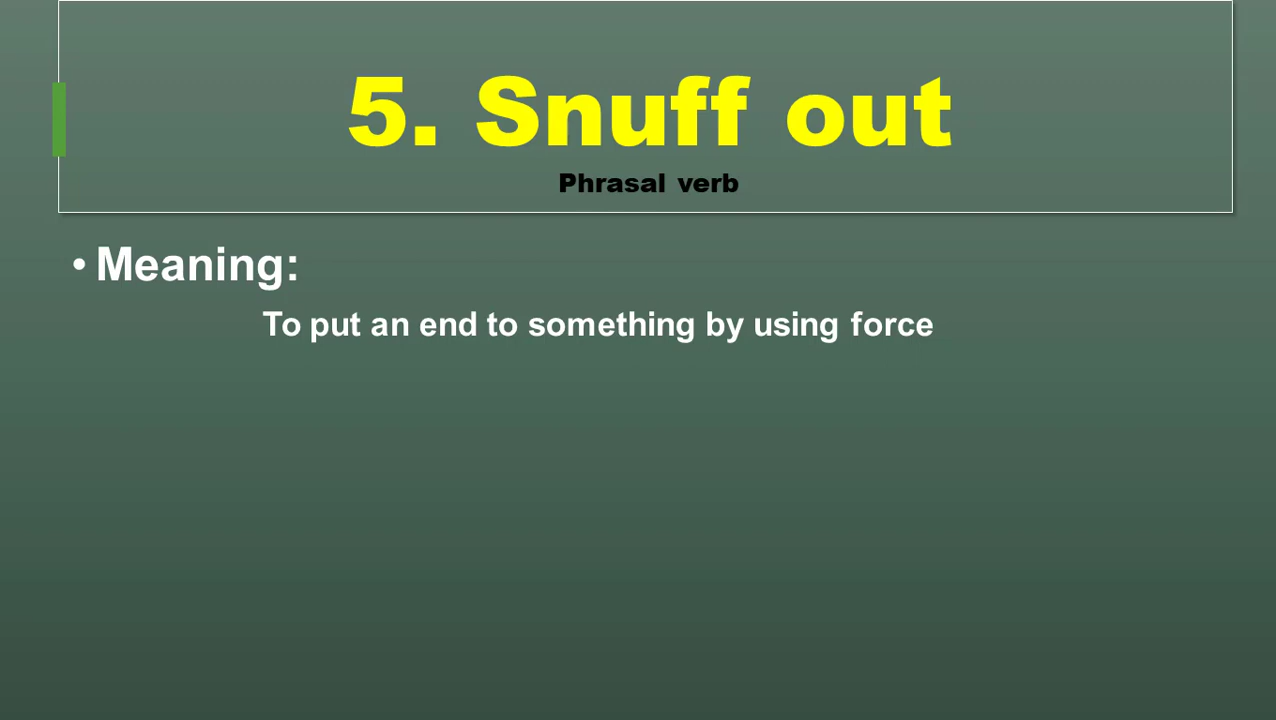 5. Snuff out
Phrasal verb
• Meaning:
To put an end to something by using force